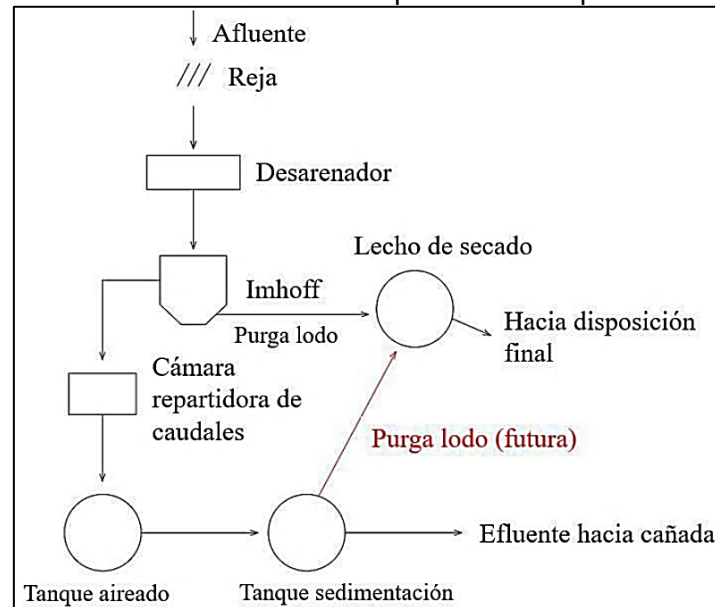 Afluente
Reja
Desarenador
Lecho de secado
Imhoff
Purga lodo
Hacia disposición
final
Cámara
repartidora de
caudales
Purga lodo (futura)
Efluente hacia cañada
Tanque aireado
Tanque sedimentación